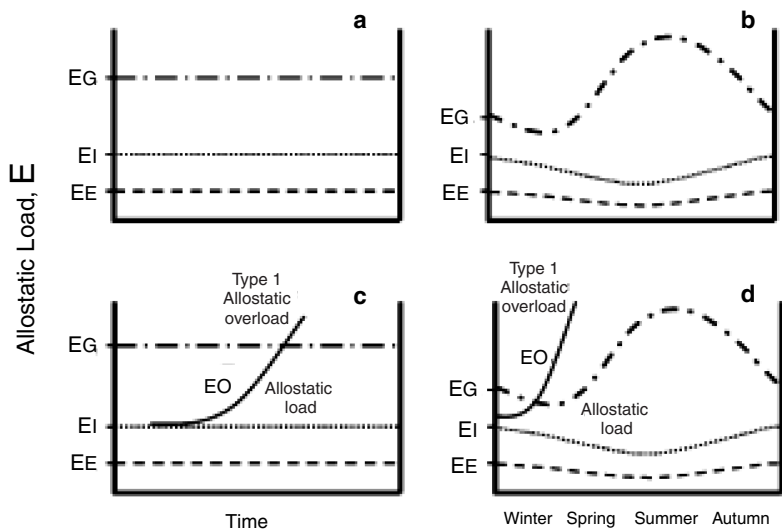 a
EG
EI
EE
b
EG
EI
EE
Allostatic Load, E
c
Type 1
Allostatic
overload
EG
EO
Allostatic
load
EI
EE
Time
d
Type 1
Allostatic
overload
EO
EG
Allostatic
load
EI
EE
Winter Spring Summer Autumn